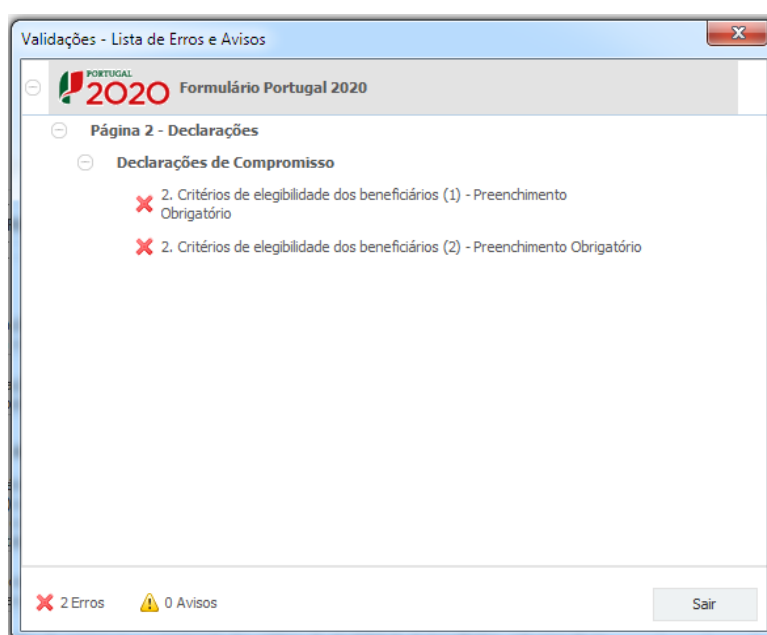 Validações - Lista de Erros e Avisos
PORTUGAL
2020
Formulário Portugal 2020
Página 2 - Declarações
Declarações de Compromisso
2. Critérios de elegibilidade dos beneficiários (1) - Preenchimento
Obrigatório
2. Critérios de elegibilidade dos beneficiários (2) - Preenchimento Obrigatório
2 Erros
0 Avisos
Sair